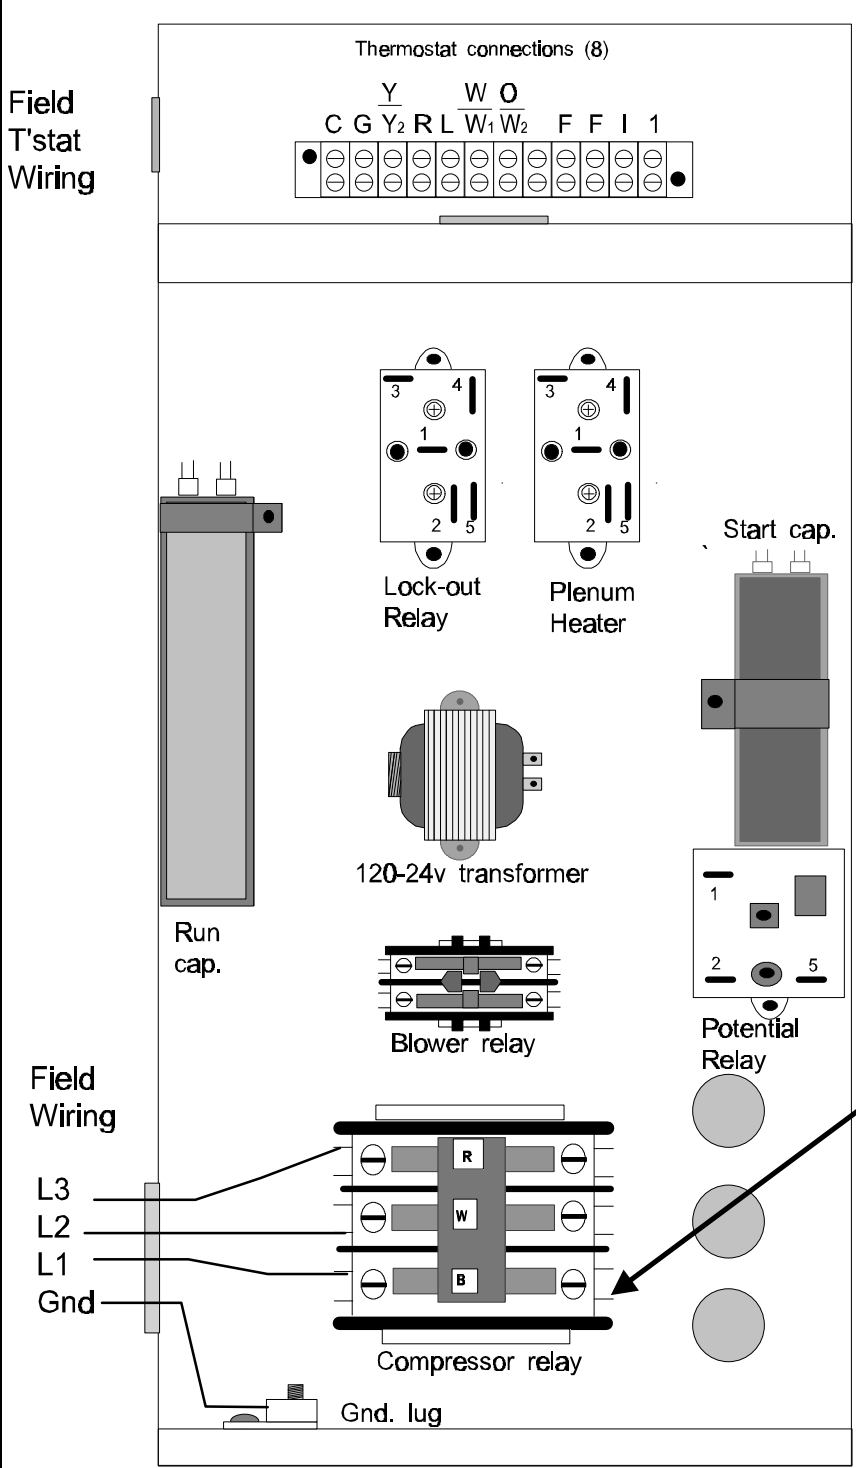 Thermostat connections (8)
Field
T'stat
Wiring
Y W O
C G Y2 R L W1 W2 F F I 1
3 4 1 2 5
3 4 1 2 5
Lock-out
Relay
Plenum
Heater
Start cap.
120-24v transformer
Run
cap.
1
2 5
Potential
Relay
Blower relay
Field
Wiring
L3
L2
L1
Gnd
R
W
B
Compressor relay
Gnd. lug